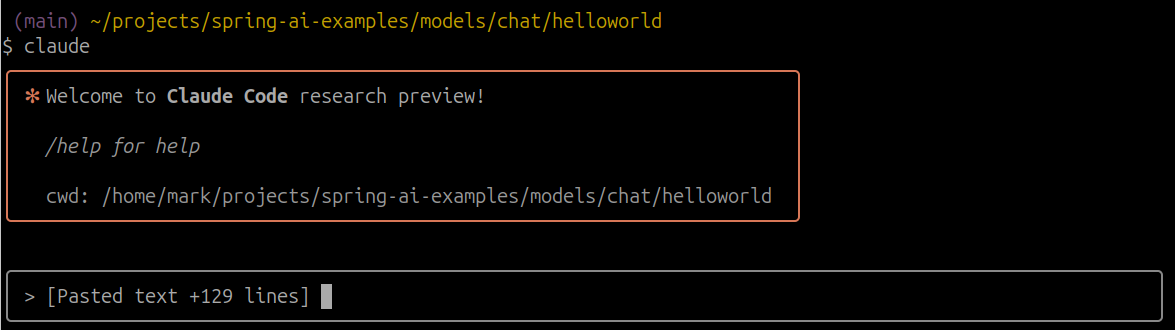 (main) ~/projects/spring-ai-examples/models/chat/helloworld
$ claude
✻ Welcome to Claude Code research preview!
/help for help
cwd: /home/mark/projects/spring-ai-examples/models/chat/helloworld
> [Pasted text +129 lines]